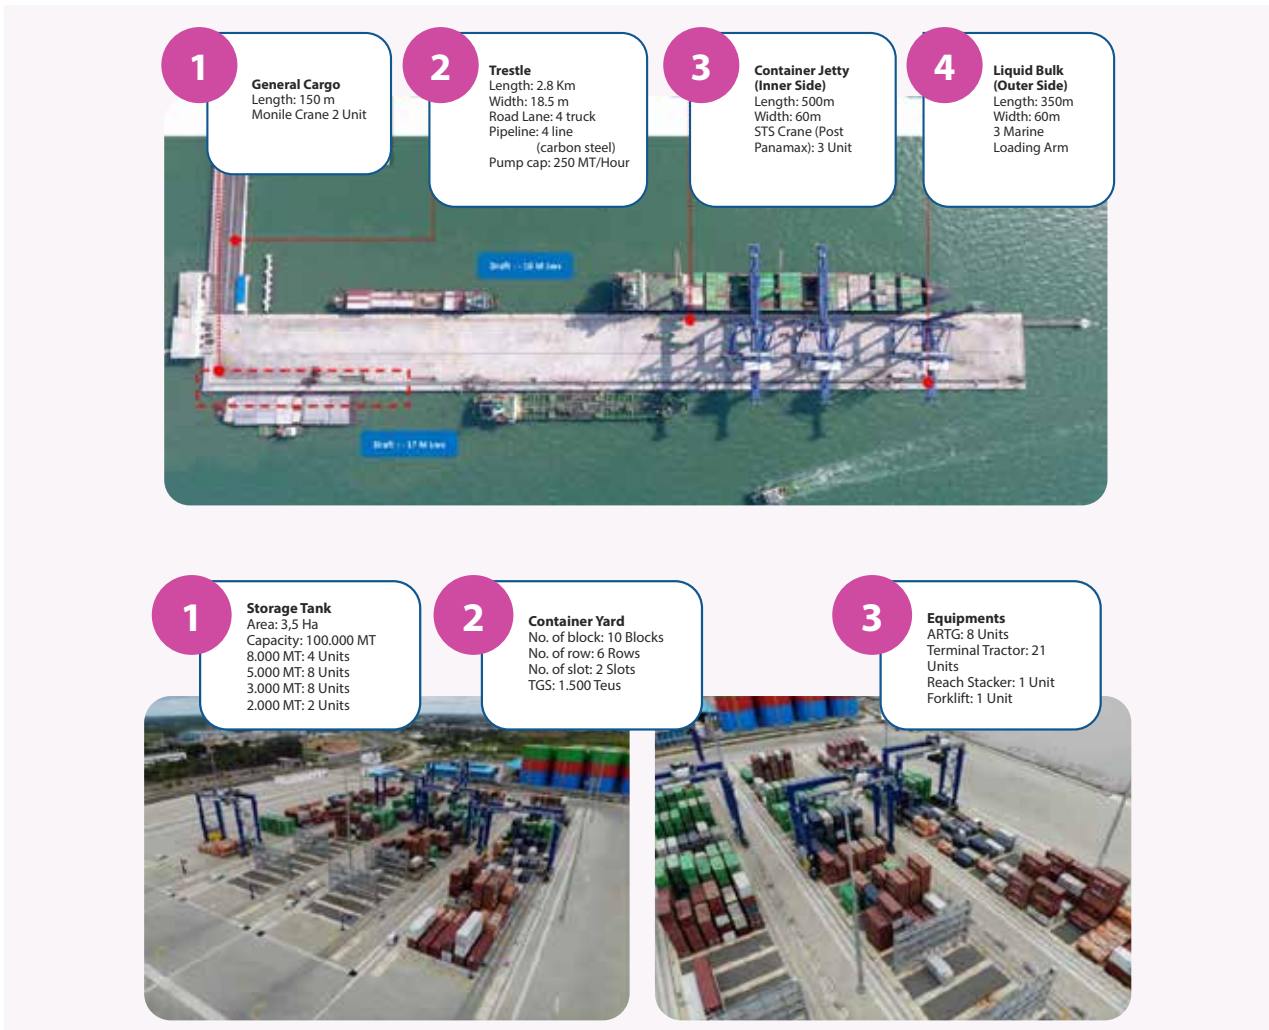 1
General Cargo
Length: 150 m
Monile Crane 2 Unit
2
Trestle
Length: 2.8 Km
Width: 18.5 m
Road Lane: 4 truck
Pipeline: 4 line
(carbon steel)
Pump cap: 250 MT/Hour
3
Container Jetty
(Inner Side)
Length: 500m
Width: 60m
STS Crane (Post
Panamax): 3 Unit
4
Liquid Bulk
(Outer Side)
Length: 350m
Width: 60m
3 Marine
Loading Arm
Draft : -
Draft : - 17 M
1
Storage Tank
Area: 3,5 Ha
Capacity: 100.000 MT
8.000 MT: 4 Units
5.000 MT: 8 Units
3.000 MT: 8 Units
2.000 MT: 2 Units
2
Container Yard
No. of block: 10 Blocks
No. of row: 6 Rows
No. of slot: 2 Slots
TGS: 1.500 Teus
3
Equipments
ARTG: 8 Units
Terminal Tractor: 21
Units
Reach Stacker: 1 Unit
Forklift: 1 Unit